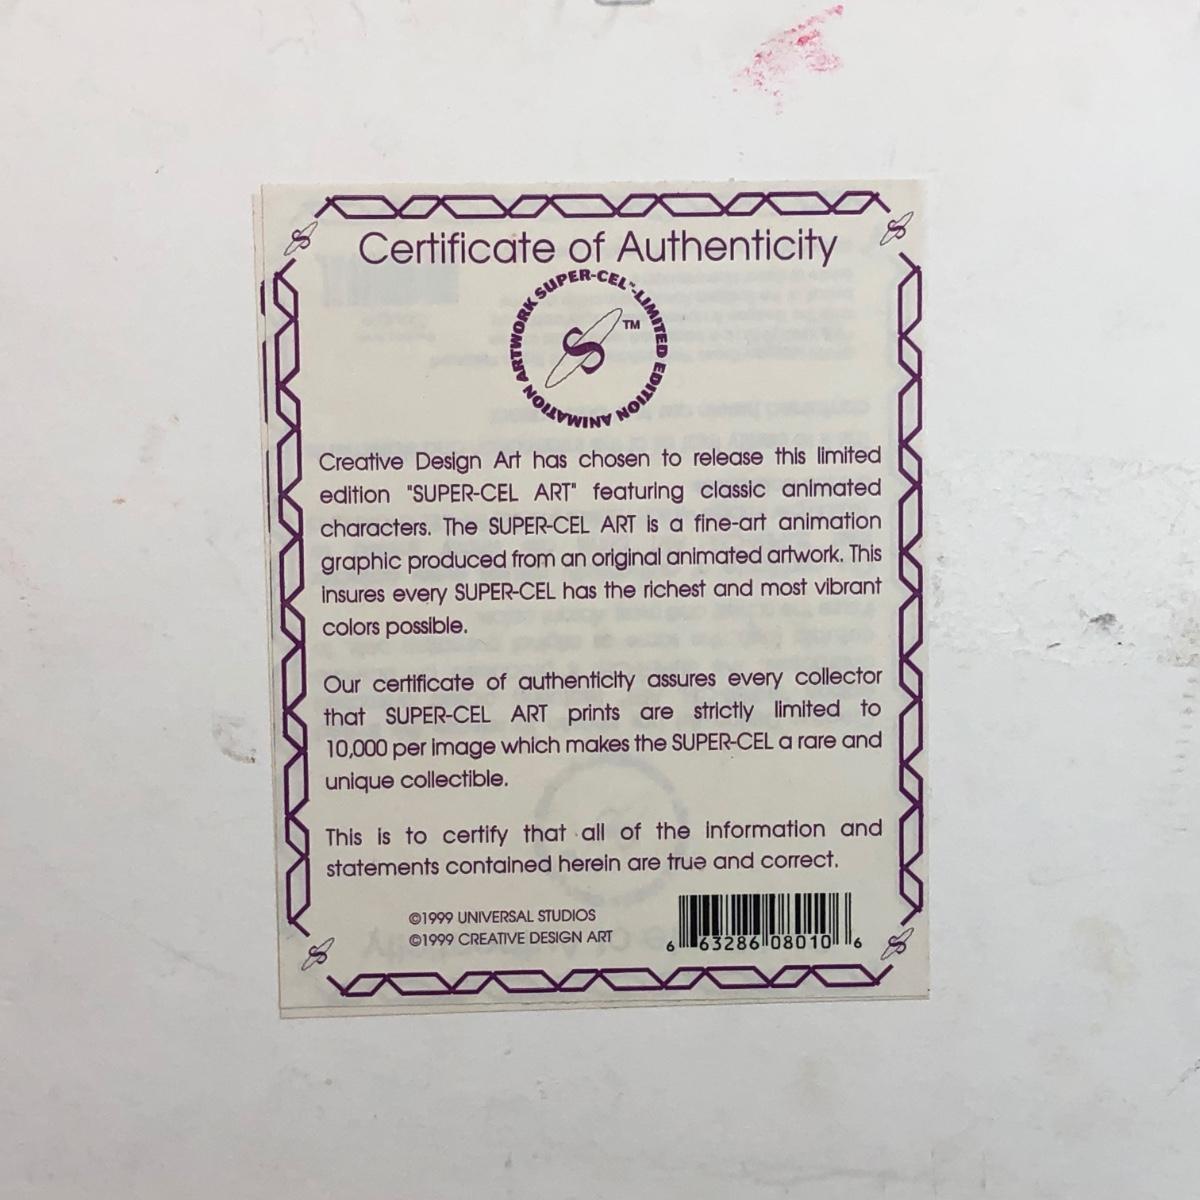 Certificate of Authenticity
SUPER-CEL™-LIMITED EDITION ANIMATION ARTWORK
S
TM
Creative Design Art has chosen to release this limited
edition "SUPER-CEL ART" featuring classic animated
characters. The SUPER-CEL ART is a fine-art animation
graphic produced from an original animated artwork. This
insures every SUPER-CEL has the richest and most vibrant
colors possible.
Our certificate of authenticity assures every collector
that SUPER-CEL ART prints are strictly limited to
10,000 per image which makes the SUPER-CEL a rare and
unique collectible.
This is to certify that all of the information and
statements contained herein are true and correct.
©1999 UNIVERSAL STUDIOS
©1999 CREATIVE DESIGN ART
6 63286 08010 6